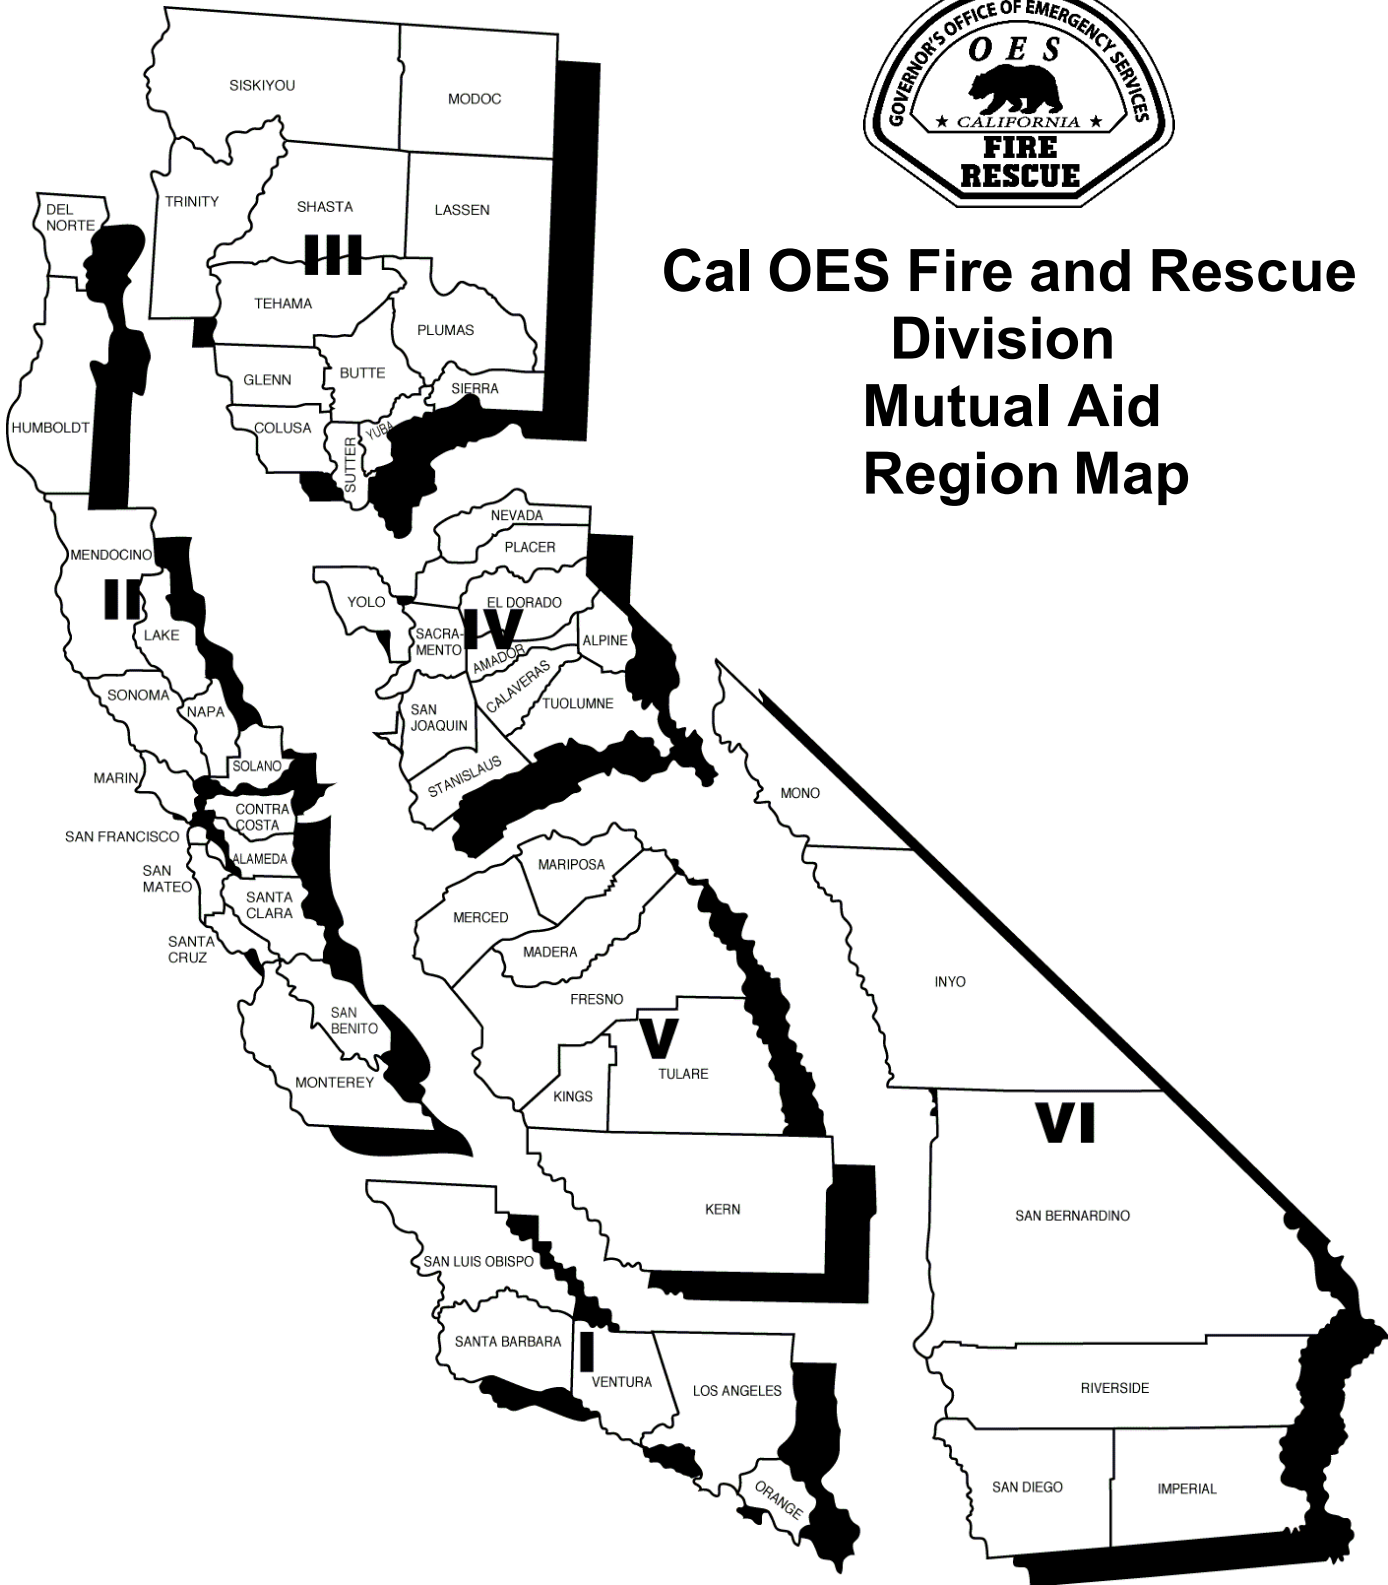 GOVERNOR'S OFFICE OF EMERGENCY SERVICES
OES
CALIFORNIA
FIRE
RESCUE
Cal OES Fire and Rescue
Division
Mutual Aid
Region Map
SISKIYOU
MODOC
TRINITY
SHASTA
LASSEN
III
TEHAMA
PLUMAS
GLENN
BUTTE
SIERRA
COLUSA
SUTTER
YUBA
DEL
NORTE
HUMBOLDT
MENDOCINO
II
LAKE
SONOMA
NAPA
MARIN
SOLANO
CONTRA
COSTA
SAN FRANCISCO
ALAMEDA
SAN
MATEO
SANTA
CLARA
SANTA
CRUZ
SAN
BENITO
MONTEREY
NEVADA
PLACER
YOLO
EL DORADO
IV
SACRA-
MENTO
ALPINE
AMADOR
CALAVERAS
TUOLUMNE
SAN
JOAQUIN
STANISLAUS
MARIPOSA
MERCED
MADERA
FRESNO
V
TULARE
KINGS
KERN
MONO
INYO
VI
SAN BERNARDINO
RIVERSIDE
SAN DIEGO
IMPERIAL
SAN LUIS OBISPO
SANTA BARBARA
I
VENTURA
LOS ANGELES
ORANGE